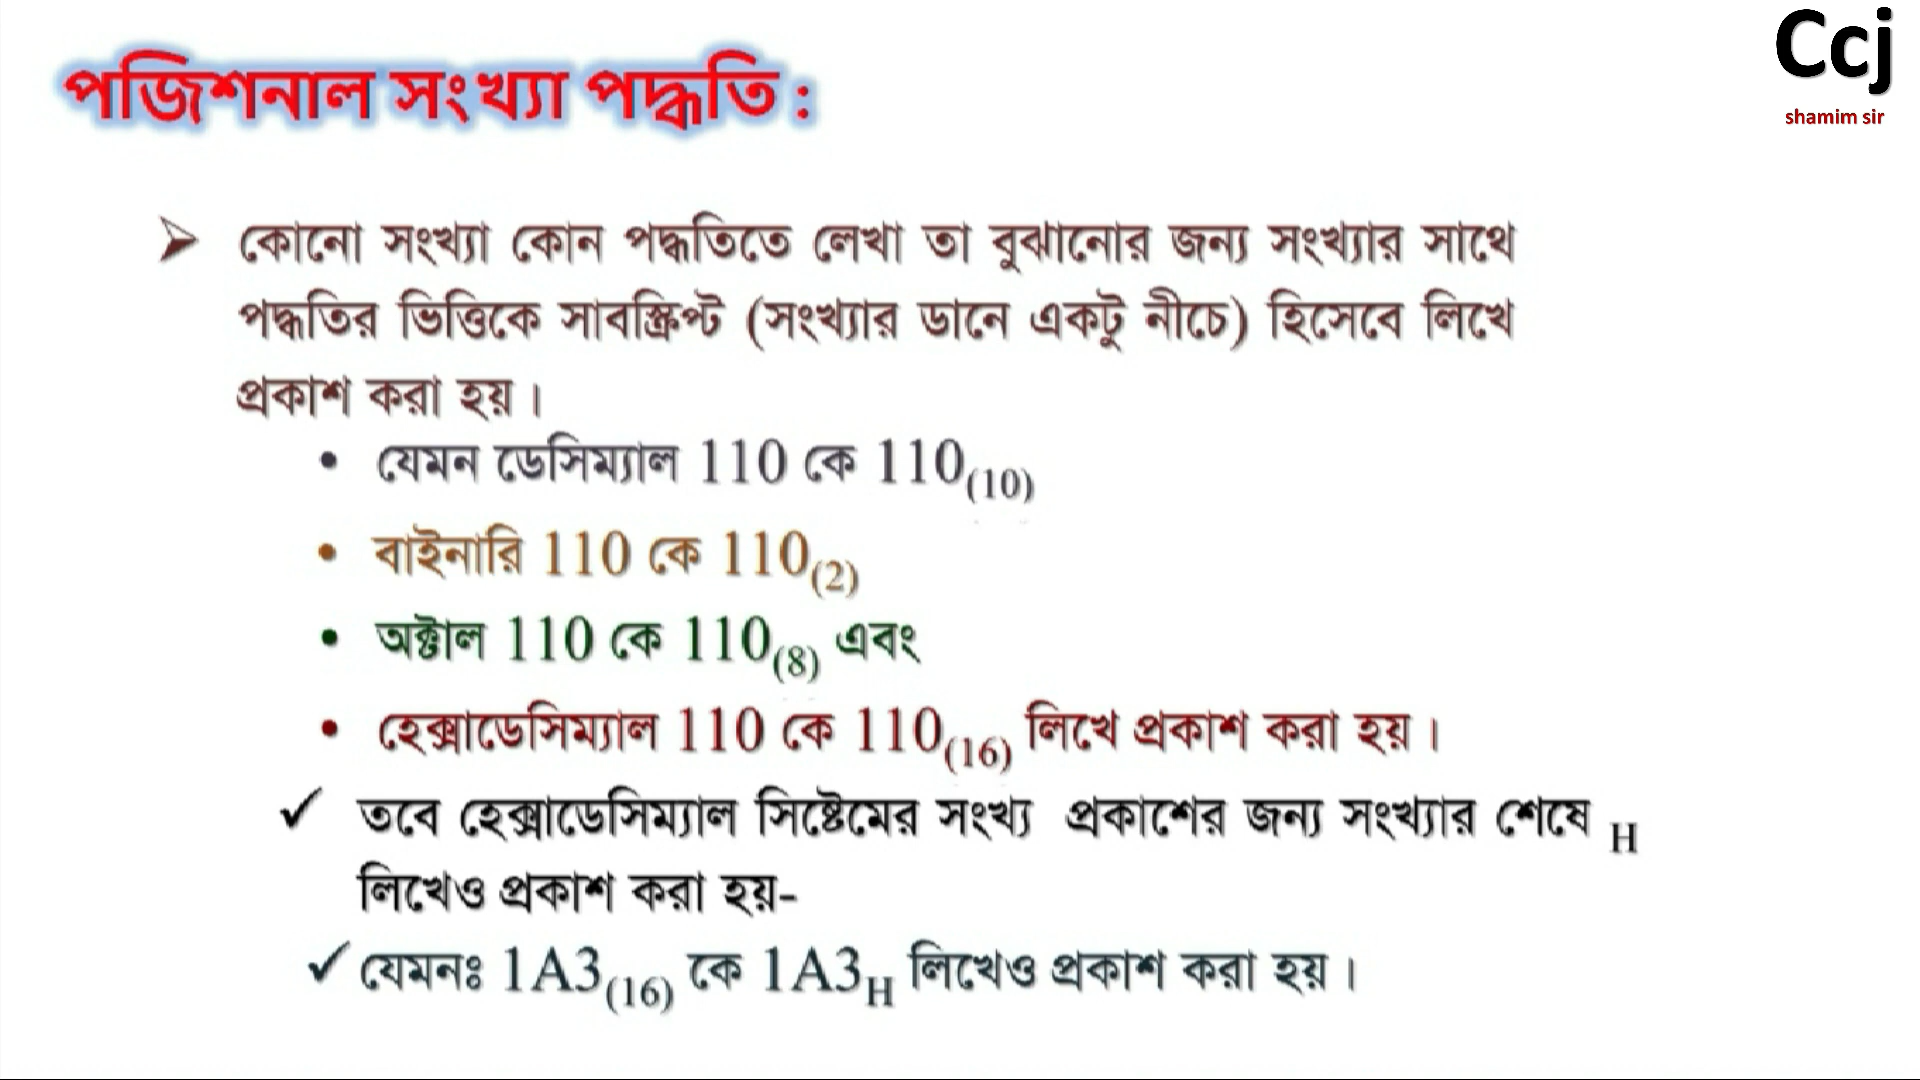 Ccj
shamim sir
পজিশনাল সংখ্যা পদ্ধতি :
➢ কোনো সংখ্যা কোন পদ্ধতিতে লেখা তা বুঝানোর জন্য সংখ্যার সাথে
পদ্ধতির ভিত্তিকে সাবস্ক্রিপ্ট (সংখ্যার ডানে একটু নীচে) হিসেবে লিখে
প্রকাশ করা হয়।
• যেমন ডেসিম্যাল 110 কে 110₍₁₀₎
• বাইনারি 110 কে 110₍₂₎
• অক্টাল 110 কে 110₍₈₎ এবং
• হেক্সাডেসিম্যাল 110 কে 110₍₁₆₎ লিখে প্রকাশ করা হয়।
✓ তবে হেক্সাডেসিম্যাল সিষ্টেমের সংখ্য প্রকাশের জন্য সংখ্যার শেষে H
লিখেও প্রকাশ করা হয়-
✓ যেমনঃ 1A3₍₁₆₎ কে 1A3H লিখেও প্রকাশ করা হয়।